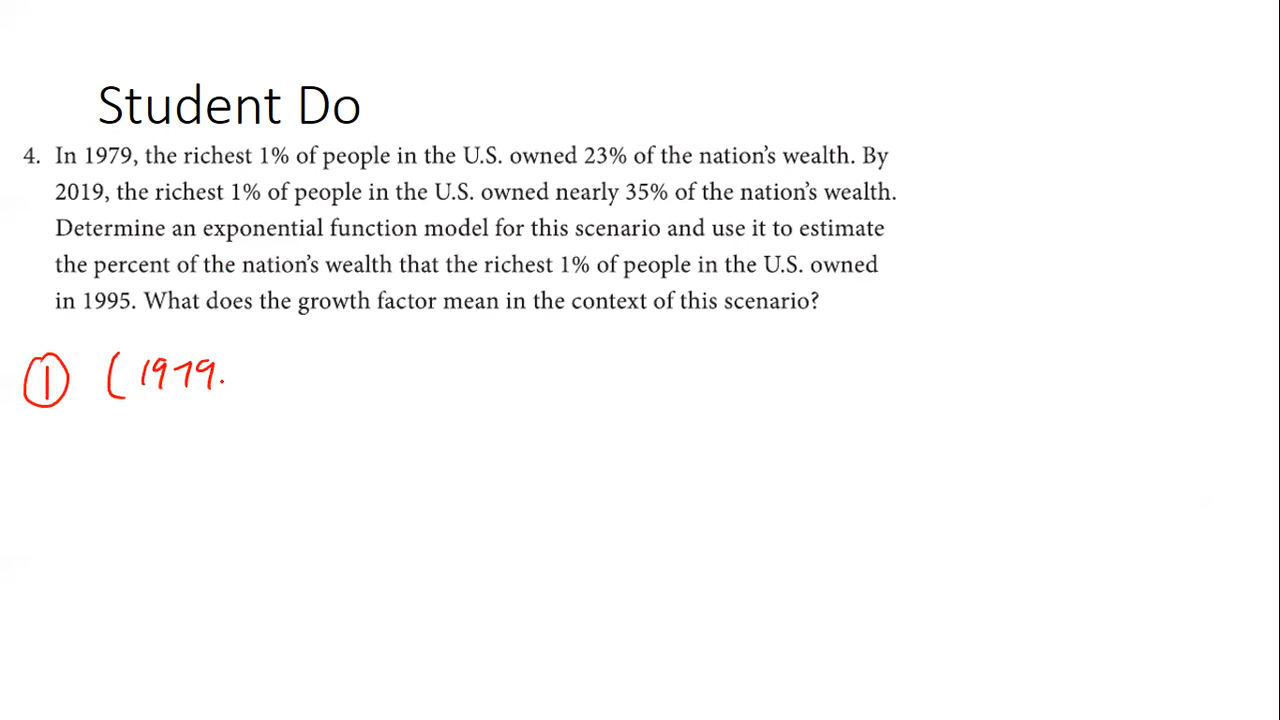 Student Do
4. In 1979, the richest 1% of people in the U.S. owned 23% of the nation’s wealth. By
2019, the richest 1% of people in the U.S. owned nearly 35% of the nation’s wealth.
Determine an exponential function model for this scenario and use it to estimate
the percent of the nation’s wealth that the richest 1% of people in the U.S. owned
in 1995. What does the growth factor mean in the context of this scenario?
① (1979.